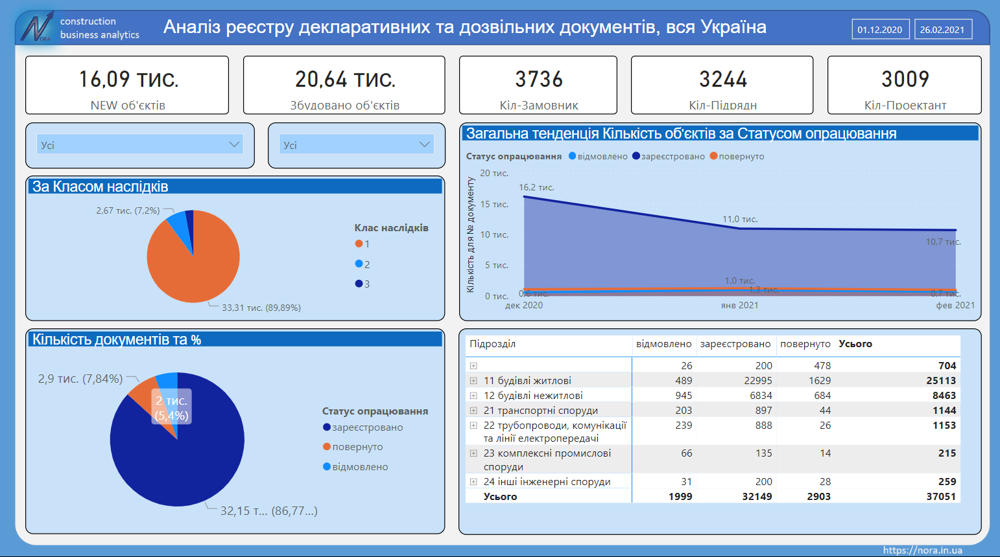 NORA
construction
business analytics
Аналіз реєстру декларативних та дозвільних документів, вся Україна
01.12.2020
26.02.2021
16,09 тис.
NEW об'єктів
20,64 тис.
Збудовано об'єктів
3736
Кіл-Замовник
3244
Кіл-Підрядн
3009
Кіл-Проектант
Усі
Усі
За Класом наслідків
2,67 тис. (7,2%)
33,31 тис. (89,89%)
Клас наслідків
1
2
3
Загальна тенденція Кількість об'єктів за Статусом опрацювання
Статус опрацювання відмовлено зареєстровано повернуто
Кількість для № документу
20 тис.
15 тис.
10 тис.
5 тис.
0 тис.
16,2 тис.
11,0 тис.
10,7 тис.
1,0 тис.
1,3 тис.
0,6 тис.
0,7 тис.
дек 2020
янв 2021
фев 2021
Кількість документів та %
2,9 тис. (7,84%)
2 тис.
(5,4%)
32,15 т... (86,77...)
Статус опрацювання
зареєстровано
повернуто
відмовлено
Підрозділ відмовлено зареєстровано повернуто Усього
26 200 478 704
11 будівлі житлові 489 22995 1629 25113
12 будівлі нежитлові 945 6834 684 8463
21 транспортні споруди 203 897 44 1144
22 трубопроводи, комунікації 239 888 26 1153
та лінії електропередачі
23 комплексні промислові 66 135 14 215
споруди
24 інші інженерні споруди 31 200 28 259
Усього 1999 32149 2903 37051
https://nora.in.ua